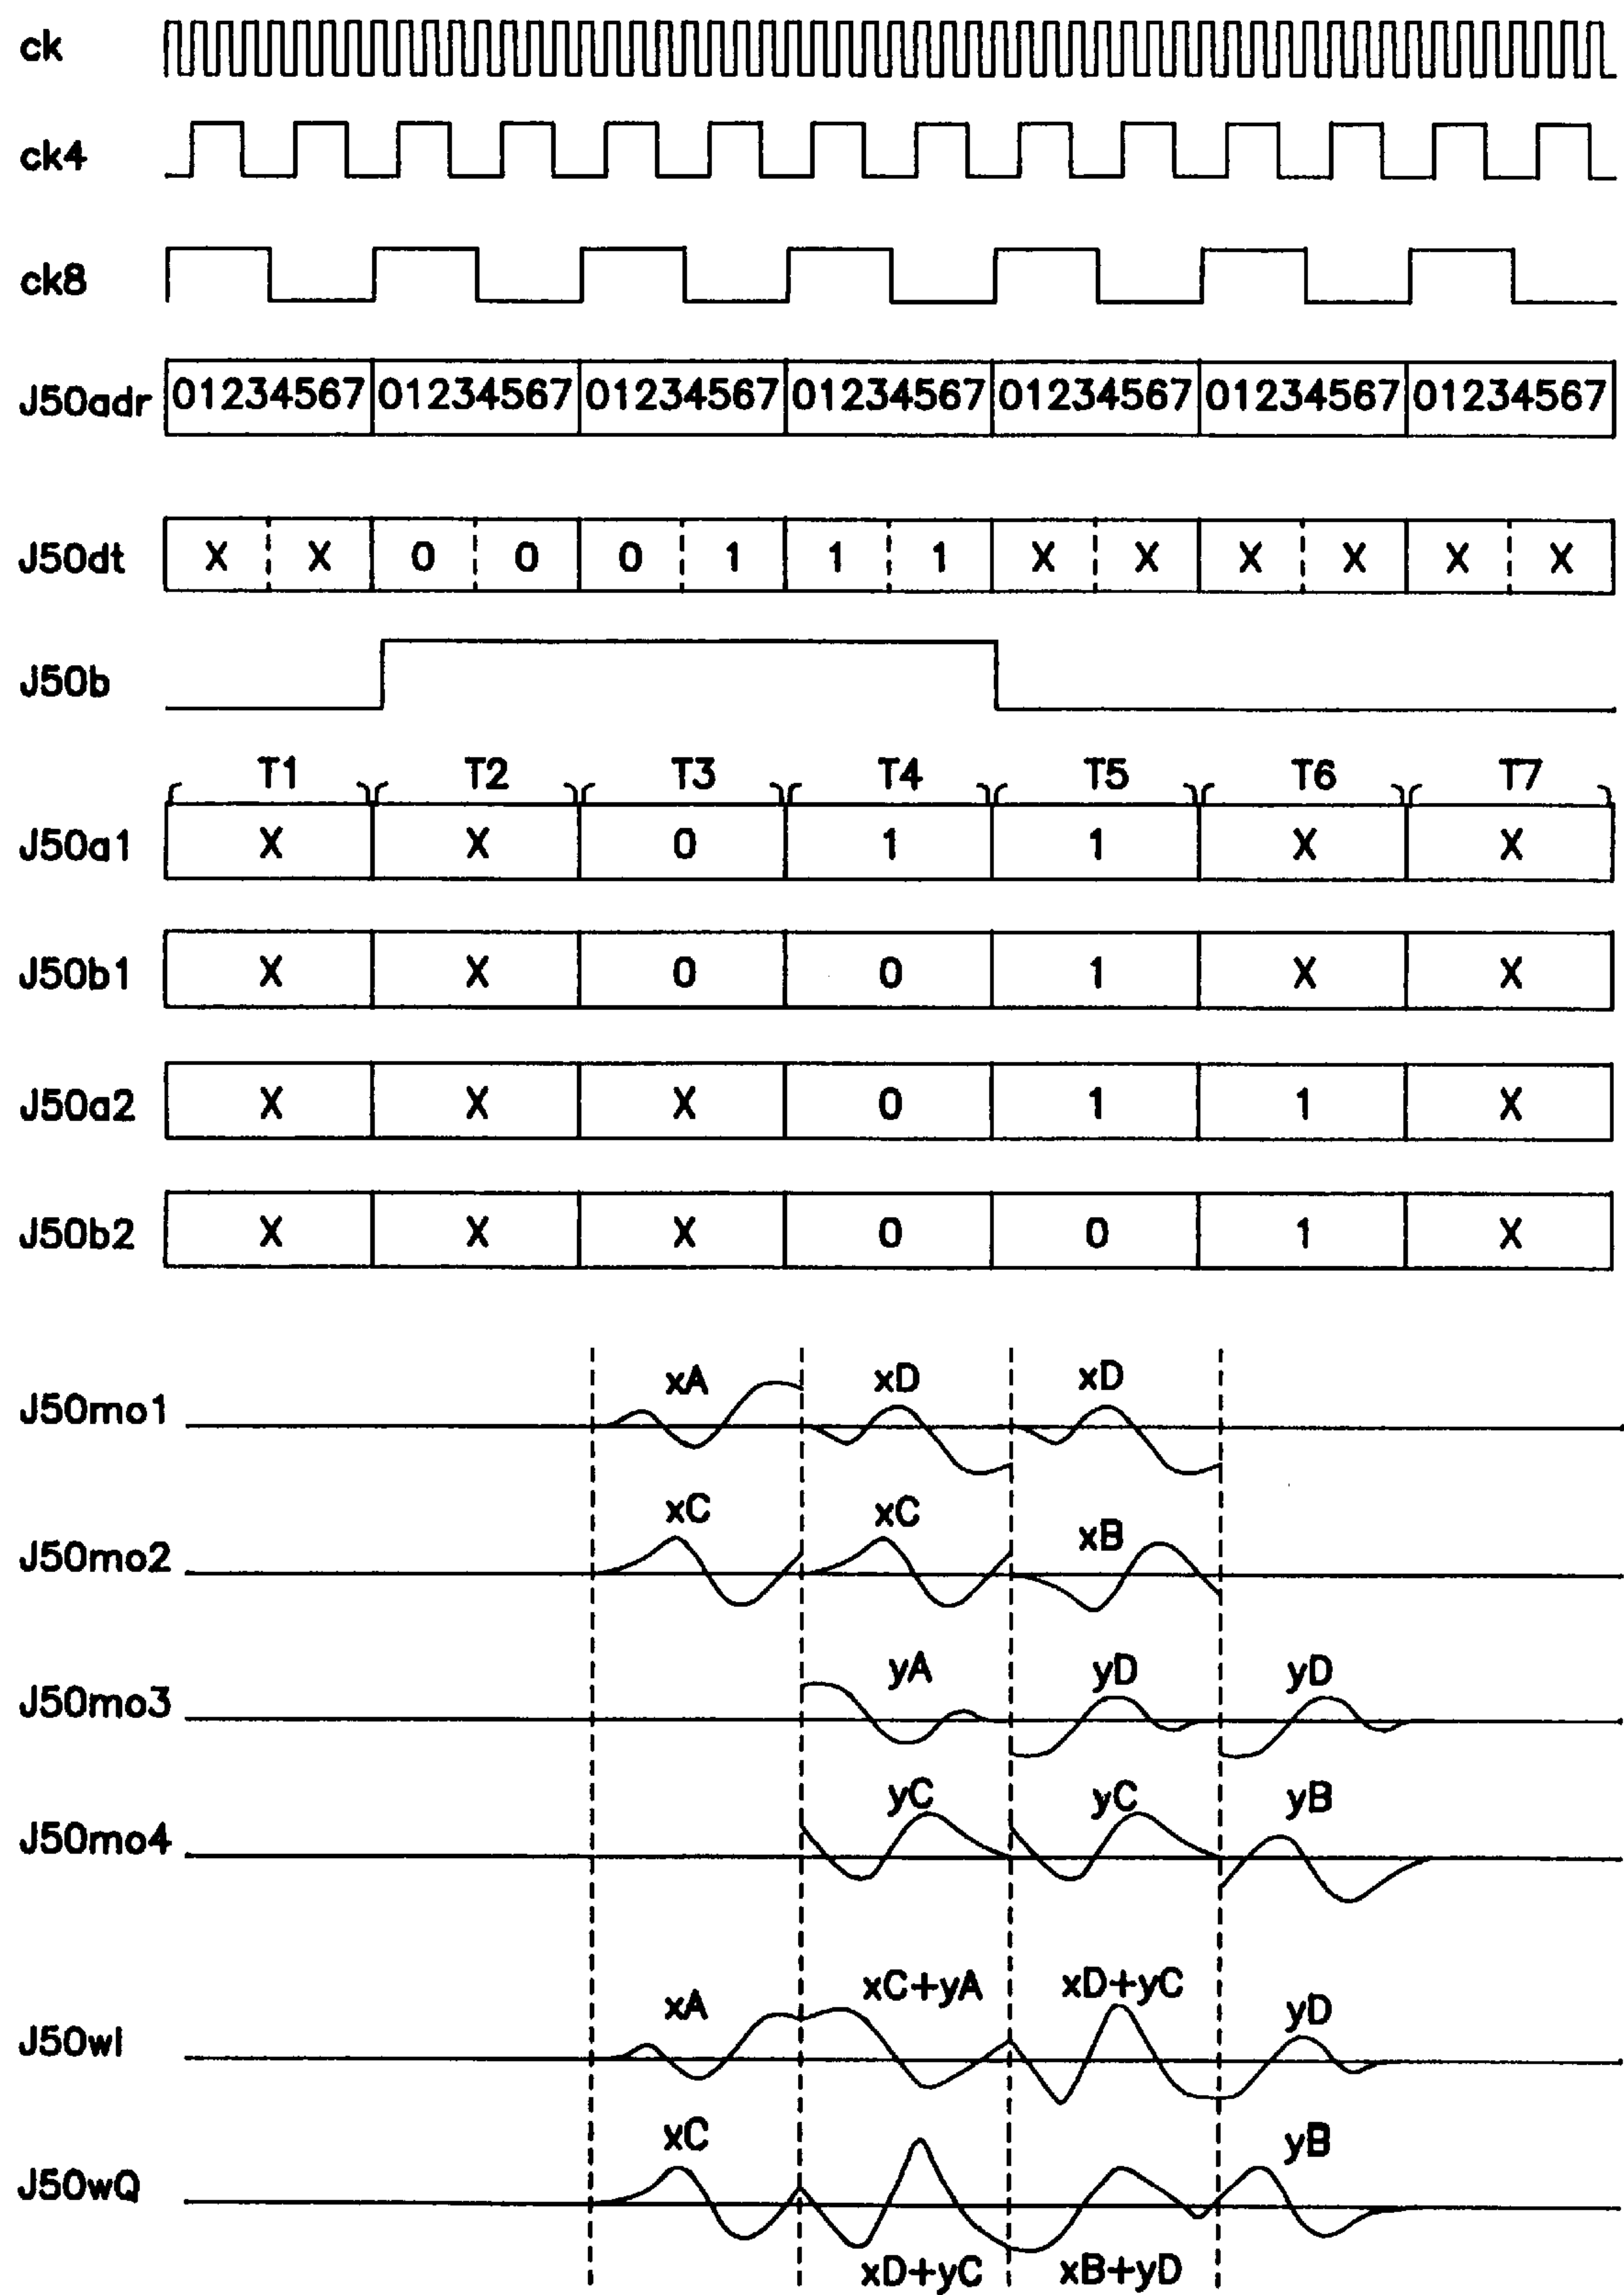 ck
ck4
ck8
J50adr 01234567 01234567 01234567 01234567 01234567 01234567 01234567
J50dt X X 0 0 0 1 1 1 X X X X X X
J50b
T1 T2 T3 T4 T5 T6 T7
J50a1 X X 0 1 1 X X
J50b1 X X 0 0 1 X X
J50a2 X X X 0 1 1 X
J50b2 X X X 0 0 1 X
J50mo1 xA xD xD
J50mo2 xC xC xB
J50mo3 yA yD yD
J50mo4 yC yC yB
J50wI xA xC+yA xD+yC yD
J50wQ xC yB
xD+yC xB+yD